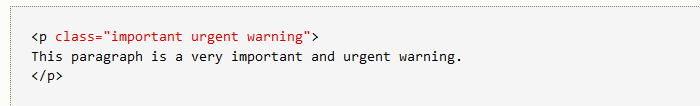 <p class="important urgent warning">
This paragraph is a very important and urgent warning.
</p>